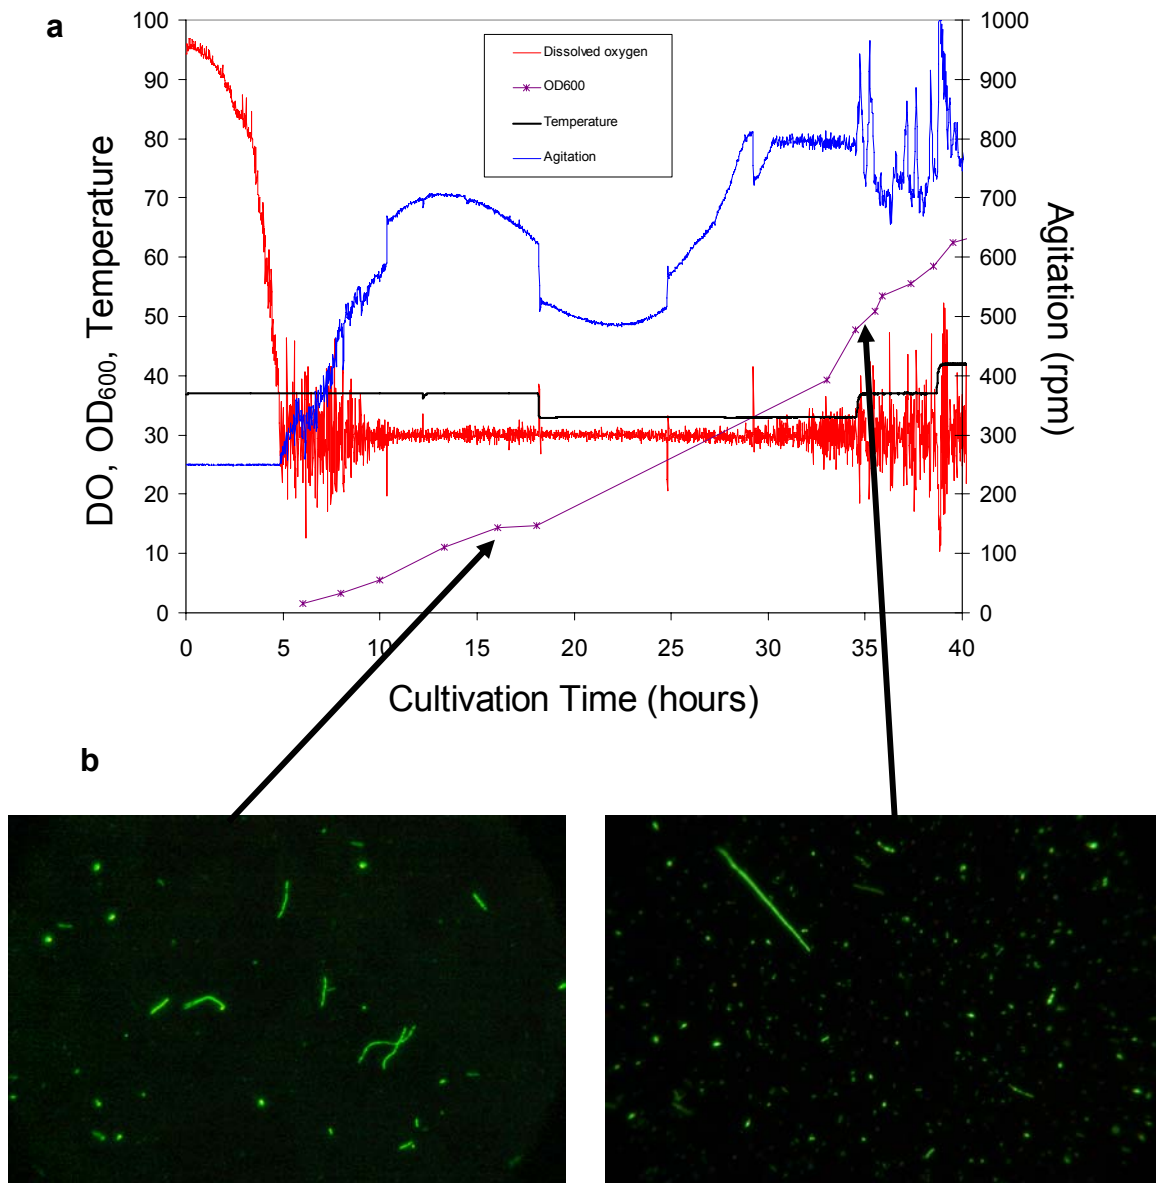 a
100
90
80
70
60
50
40
30
20
10
0
DO, OD600, Temperature
Dissolved oxygen
OD600
Temperature
Agitation
1000
900
800
700
600
500
400
300
200
100
0
Agitation (rpm)
0 5 10 15 20 25 30 35 40
Cultivation Time (hours)
b